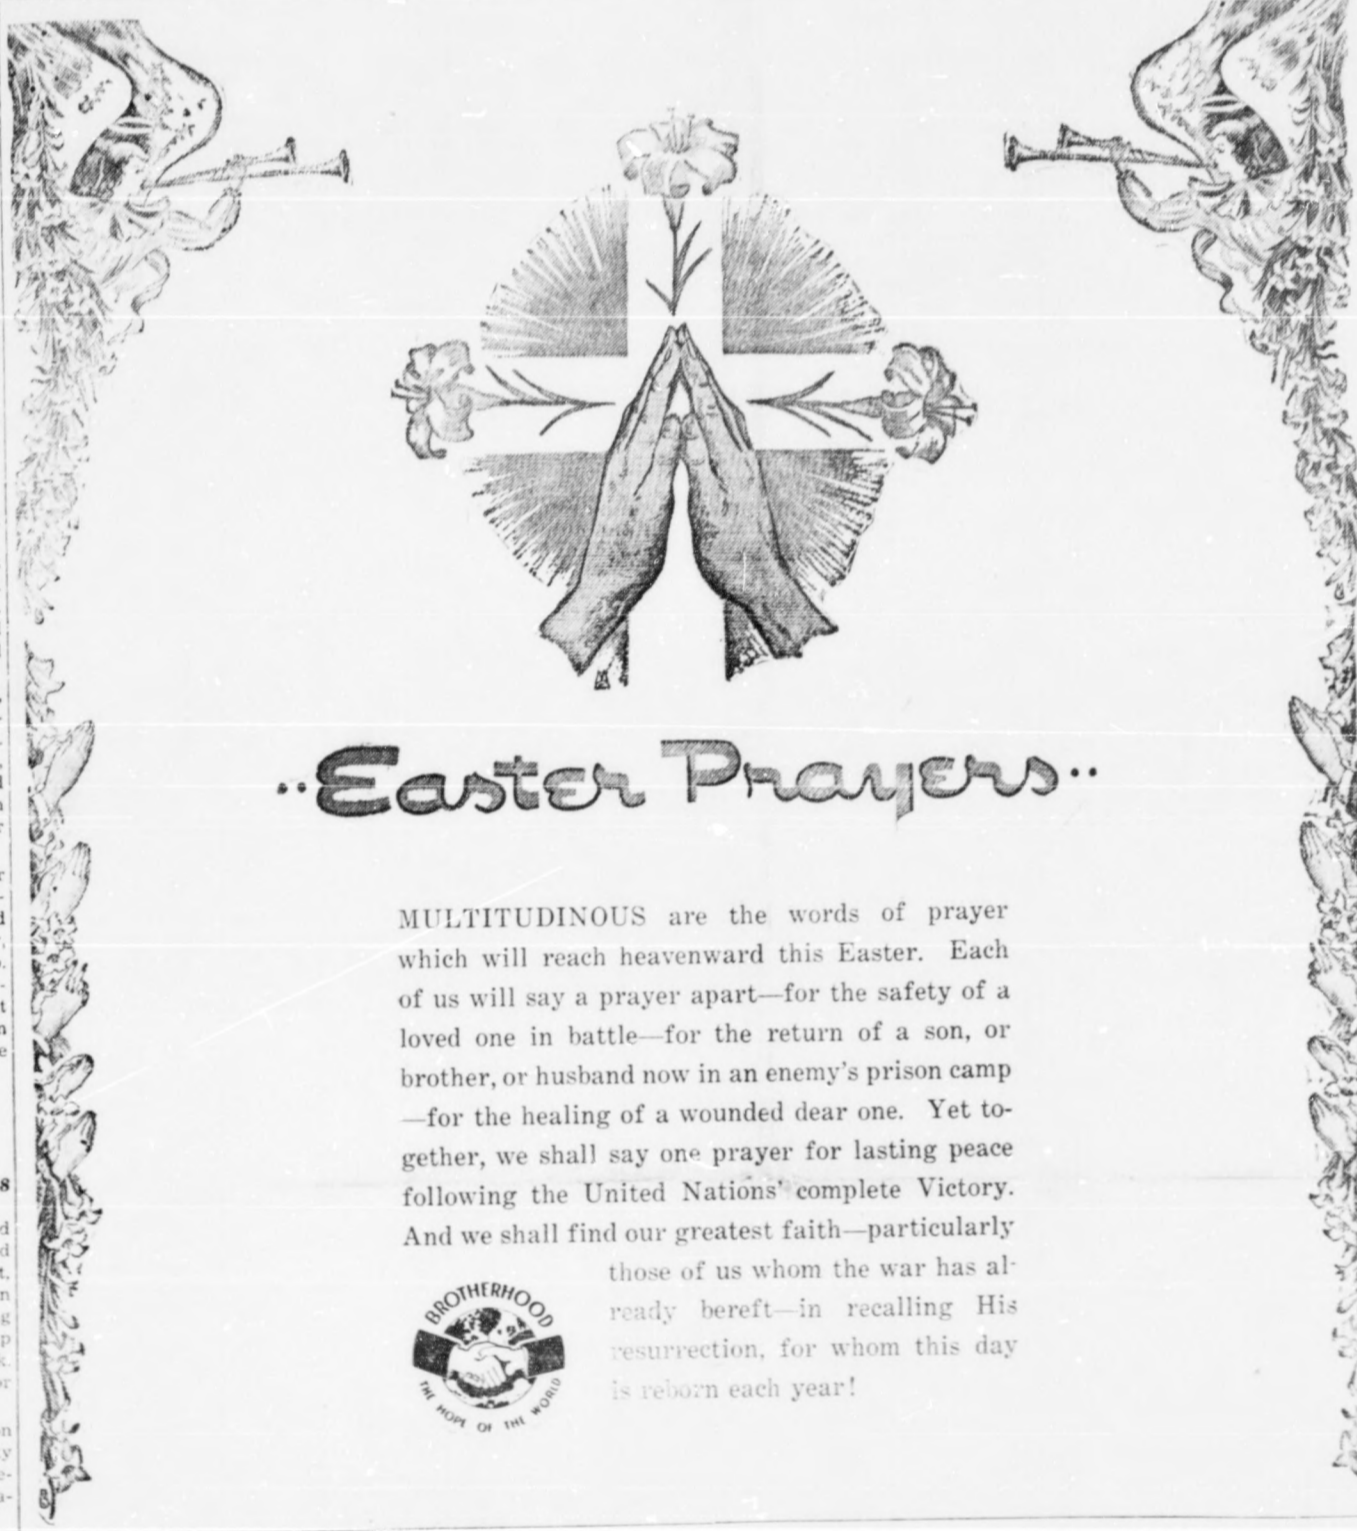 ··Easter Prayers··
MULTITUDINOUS are the words of prayer
which will reach heavenward this Easter. Each
of us will say a prayer apart—for the safety of a
loved one in battle—for the return of a son, or
brother, or husband now in an enemy's prison camp
—for the healing of a wounded dear one. Yet to-
gether, we shall say one prayer for lasting peace
following the United Nations' complete Victory.
And we shall find our greatest faith—particularly
those of us whom the war has al-
ready bereft—in recalling His
resurrection, for whom this day
is reborn each year!
BROTHERHOOD
THE HOPE OF THE WORLD